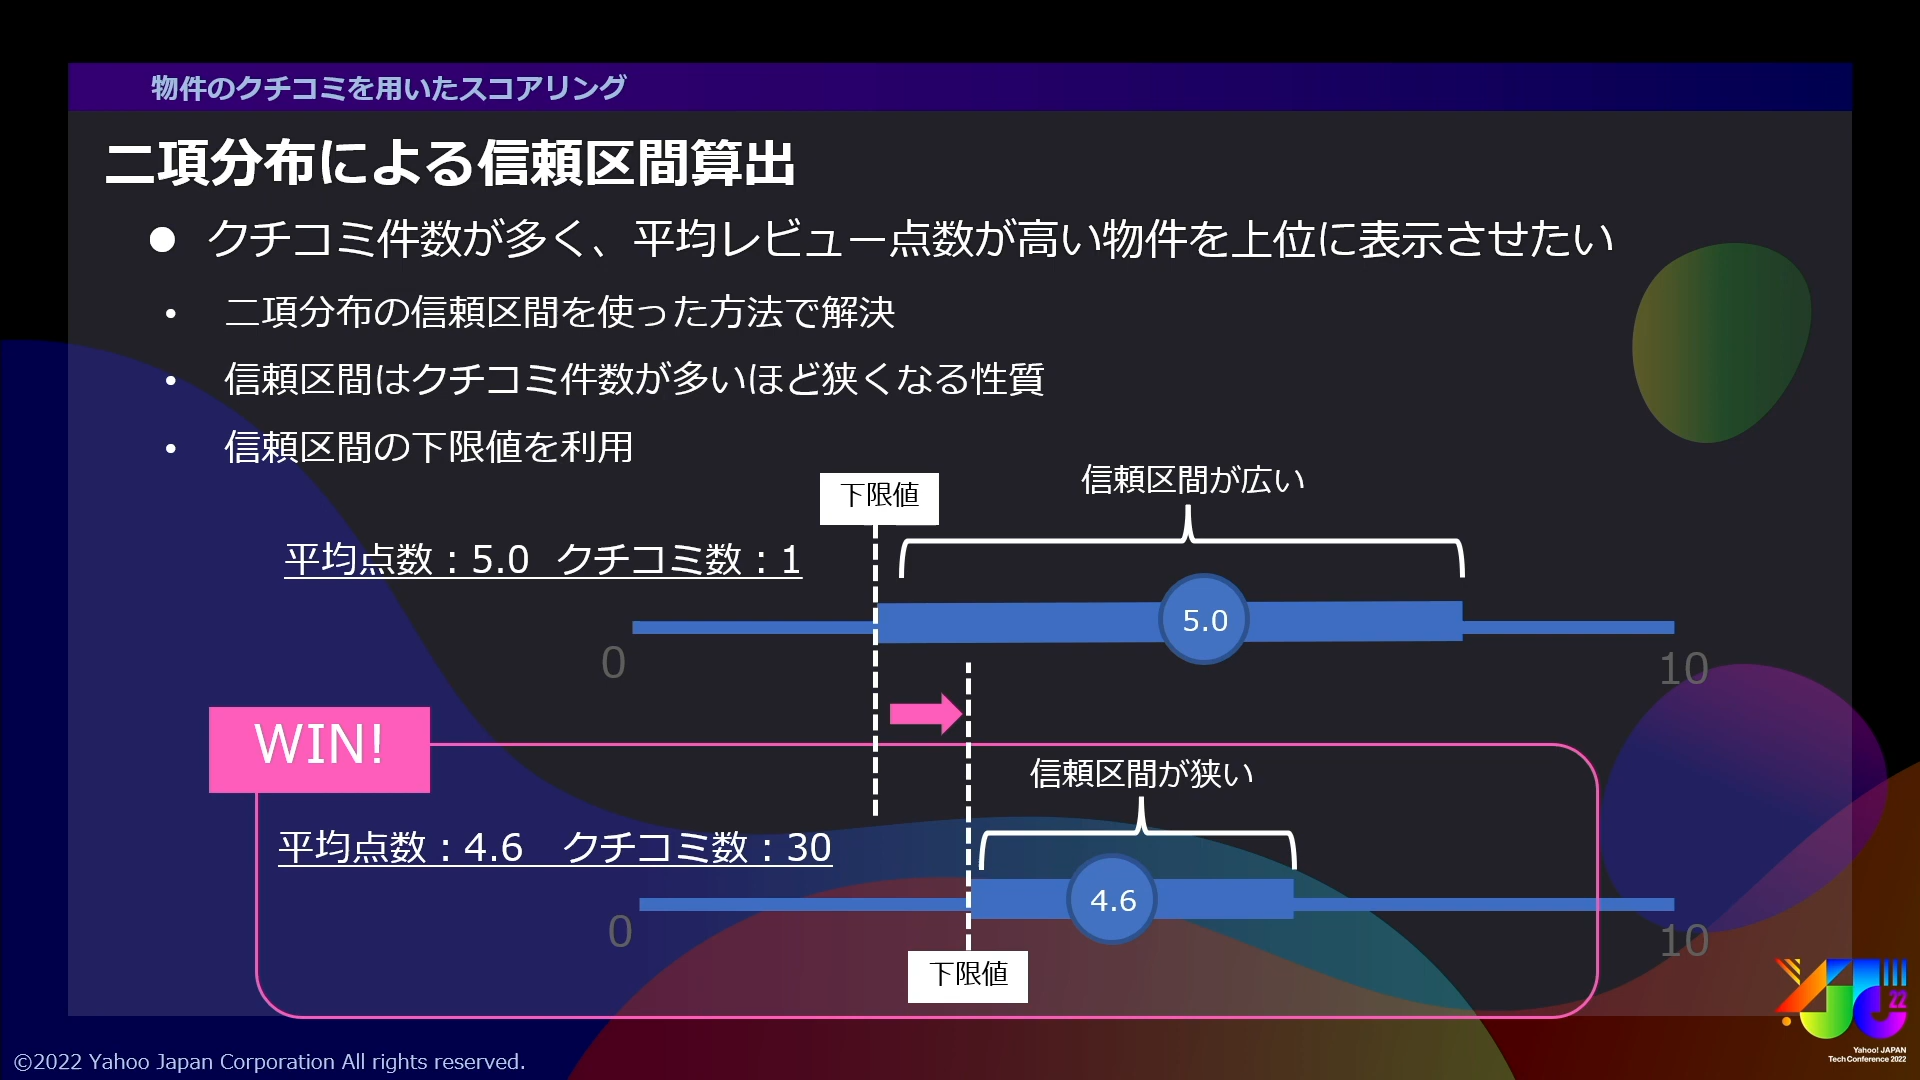 物件のクチコミを用いたスコアリング
二項分布による信頼区間算出
● クチコミ件数が多く、平均レビュー点数が高い物件を上位に表示させたい
• 二項分布の信頼区間を使った方法で解決
• 信頼区間はクチコミ件数が多いほど狭くなる性質
• 信頼区間の下限値を利用
下限値
信頼区間が広い
平均点数：5.0 クチコミ数：1
5.0
0
10
WIN!
信頼区間が狭い
平均点数：4.6 クチコミ数：30
4.6
0
10
下限値
22
Yahoo! JAPAN
Tech Conference 2022
©2022 Yahoo Japan Corporation All rights reserved.